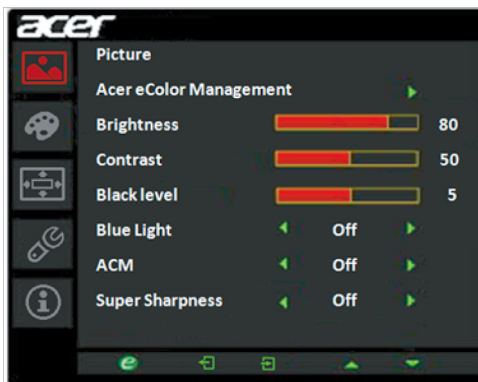 acer
Picture
Acer eColor Management
Brightness 80
Contrast 50
Black level 5
Blue Light Off
ACM Off
Super Sharpness Off
e